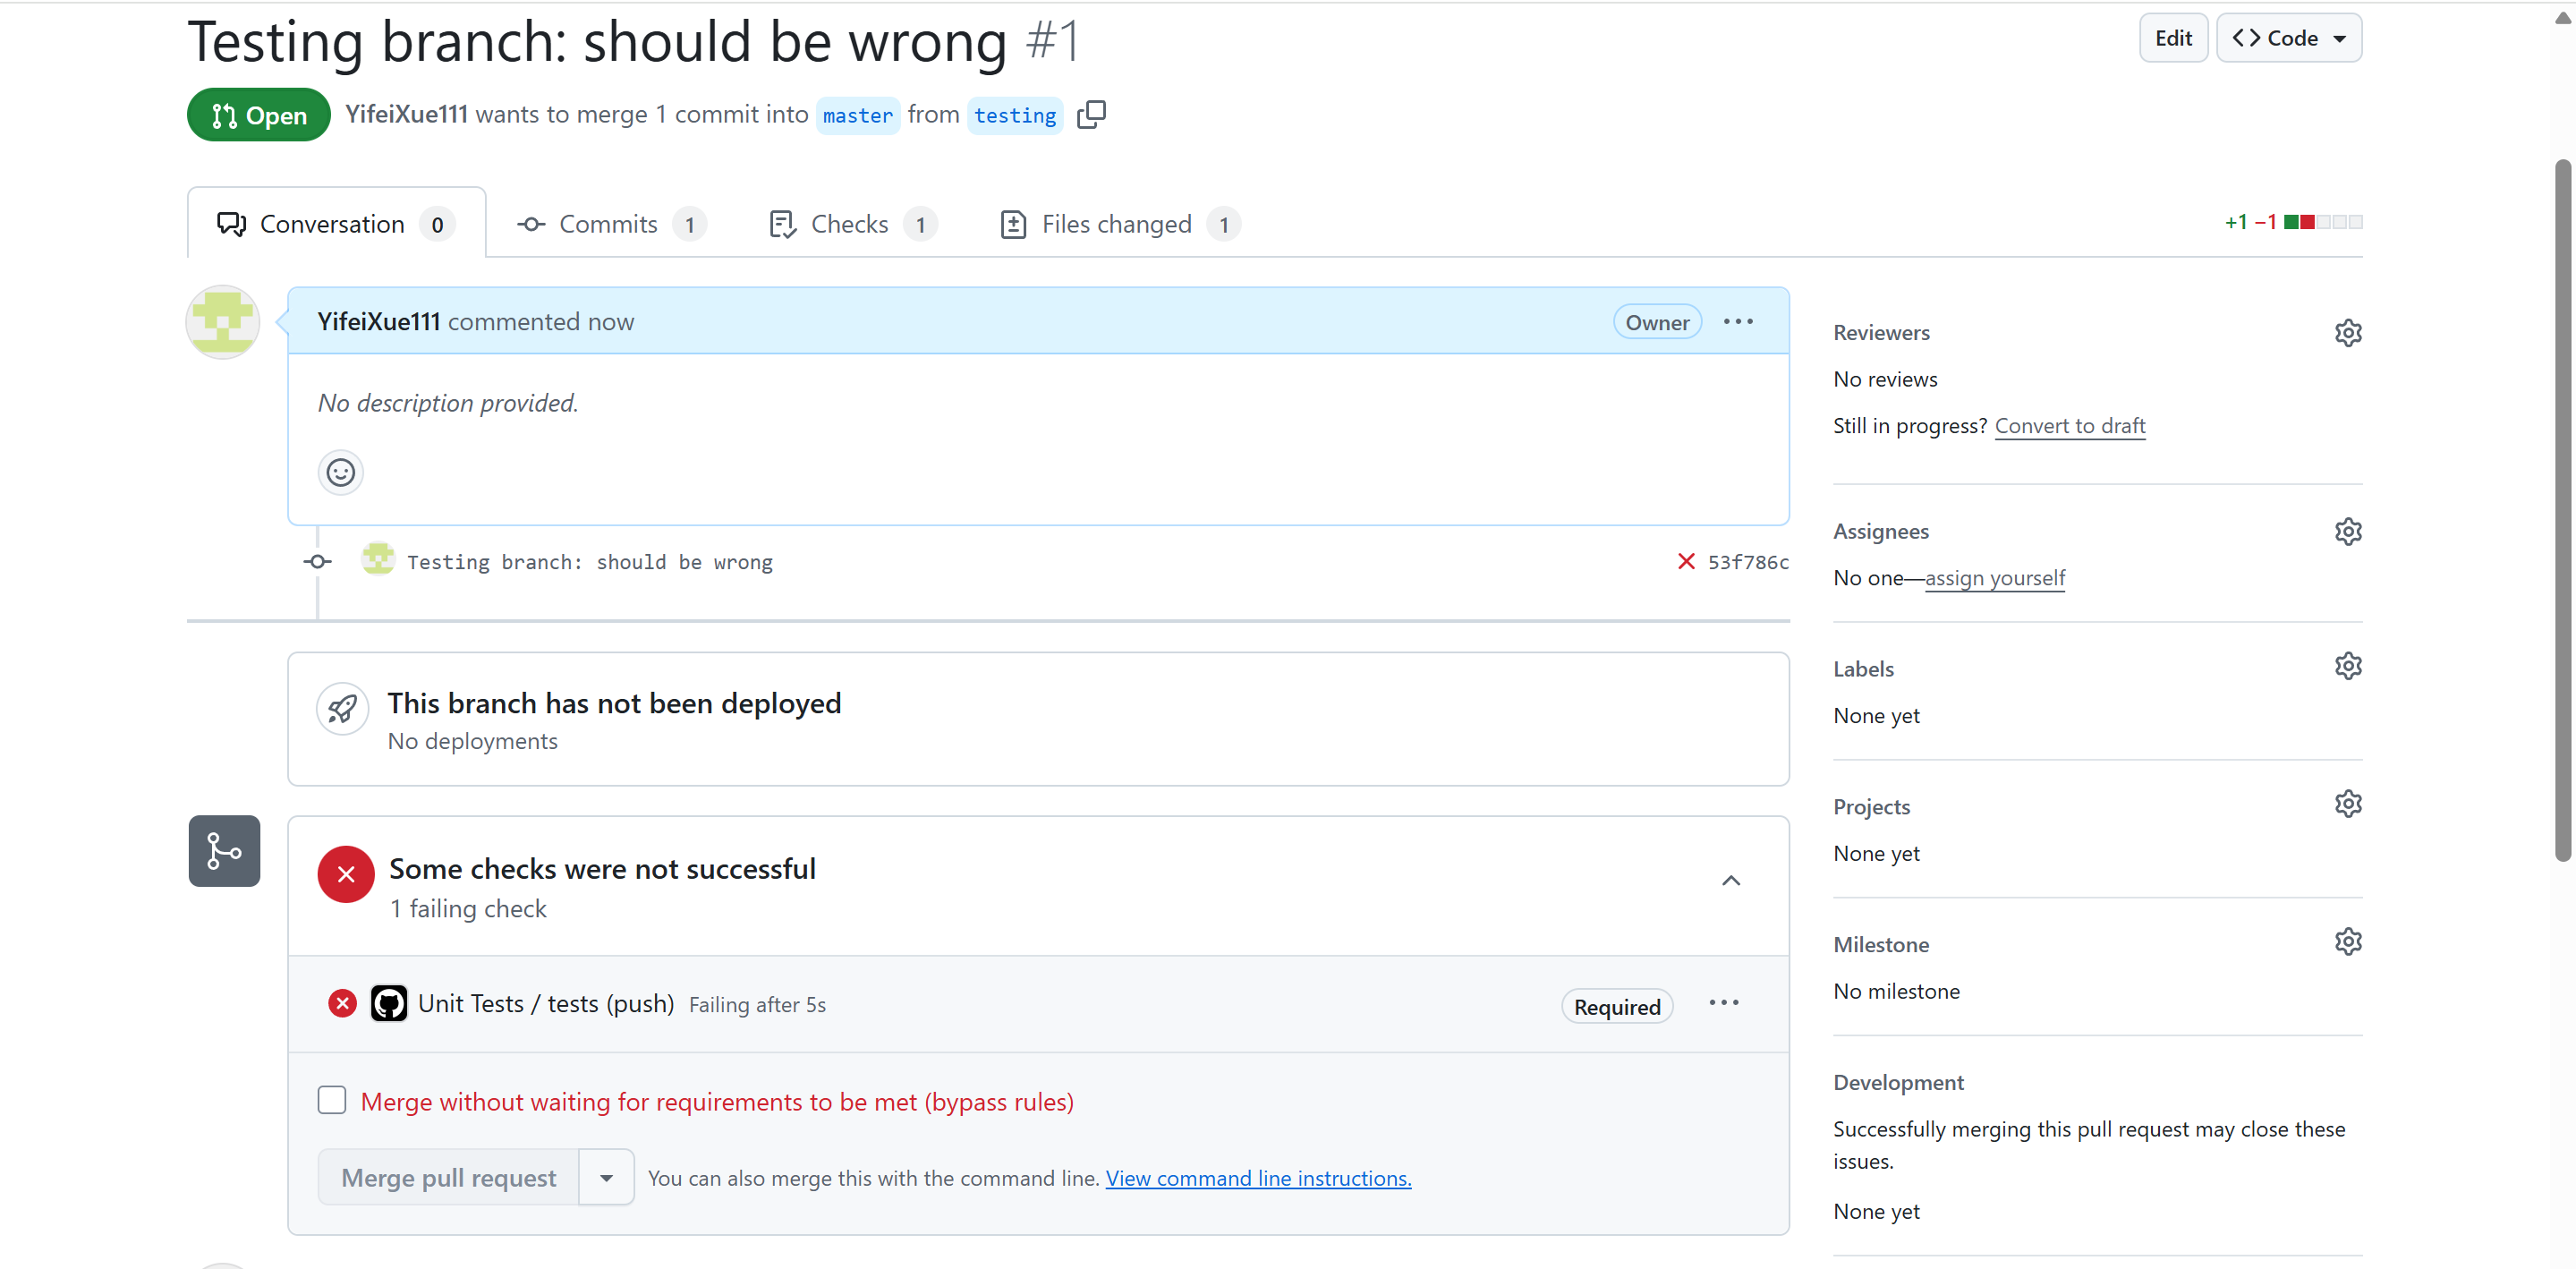 Testing branch: should be wrong #1
Edit
Code
Open
YifeiXue111 wants to merge 1 commit into master from testing
Conversation 0
Commits 1
Checks 1
Files changed 1
+1 −1
YifeiXue111 commented now
Owner
No description provided.
Testing branch: should be wrong
53f786c
This branch has not been deployed
No deployments
Some checks were not successful
1 failing check
Unit Tests / tests (push) Failing after 5s
Required
Merge without waiting for requirements to be met (bypass rules)
Merge pull request
You can also merge this with the command line. View command line instructions.
Reviewers
No reviews
Still in progress? Convert to draft
Assignees
No one—assign yourself
Labels
None yet
Projects
None yet
Milestone
No milestone
Development
Successfully merging this pull request may close these
issues.
None yet